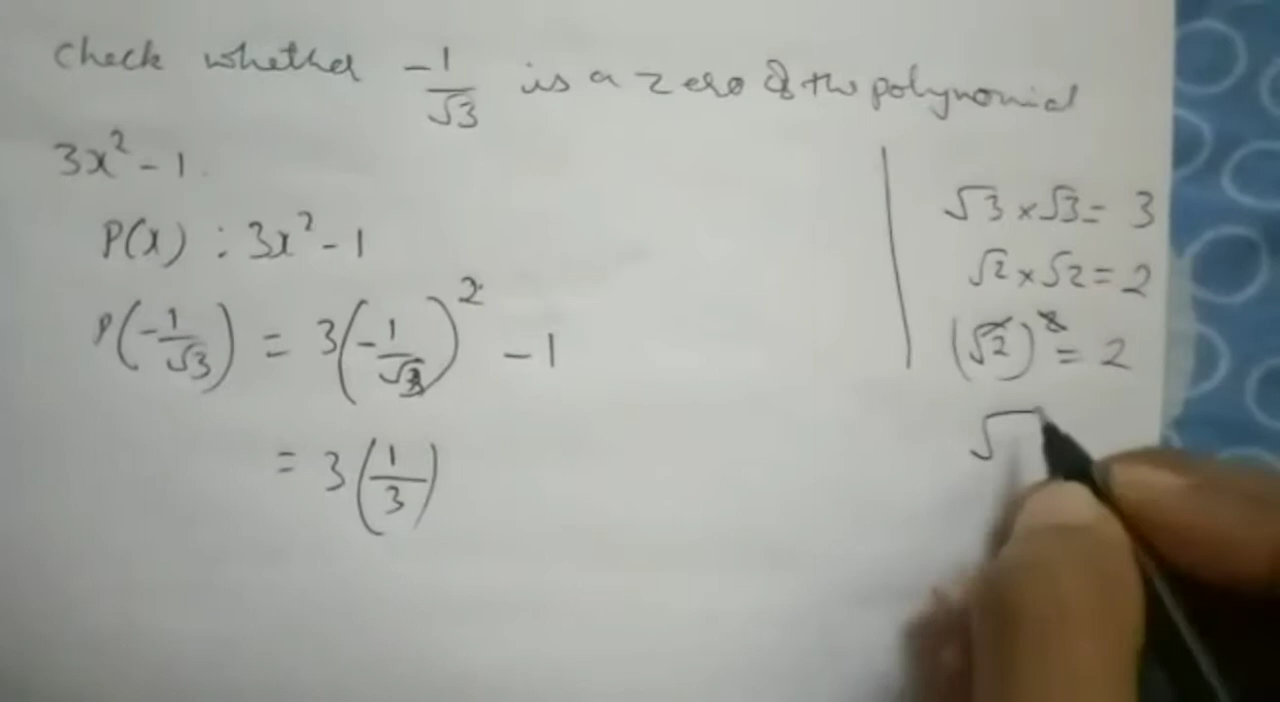 Check whether -1/√3 is a zero of the polynomial
3x² - 1.
P(x) : 3x² - 1
P(-1/√3) = 3(-1/√3)² - 1
= 3(1/3)
√3 × √3 = 3
√2 × √2 = 2
(√2)² = 2
√